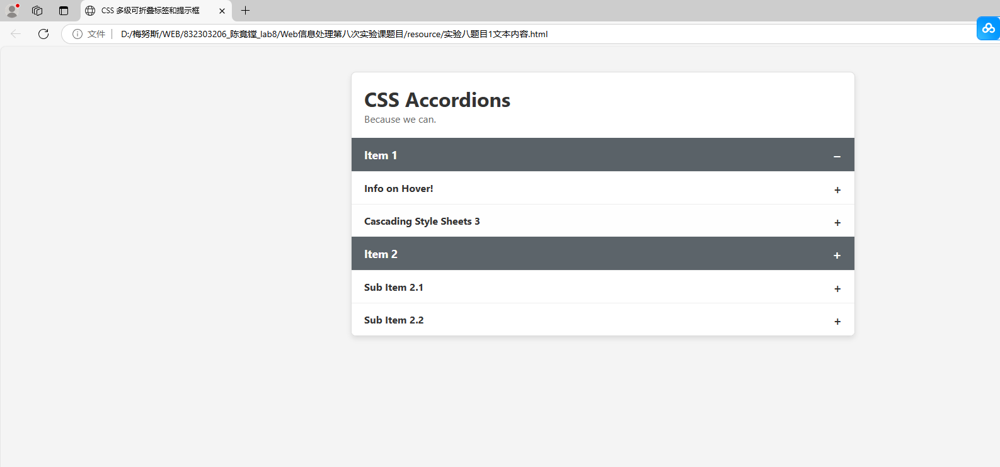 CSS 多级可折叠标签和提示框
文件 D:/梅努斯/WEB/832303206_陈竟镗_lab8/Web信息处理第八次实验课题目/resource/实验八题目1文本内容.html
CSS Accordions
Because we can.
Item 1 −
Info on Hover! +
Cascading Style Sheets 3 +
Item 2 +
Sub Item 2.1 +
Sub Item 2.2 +